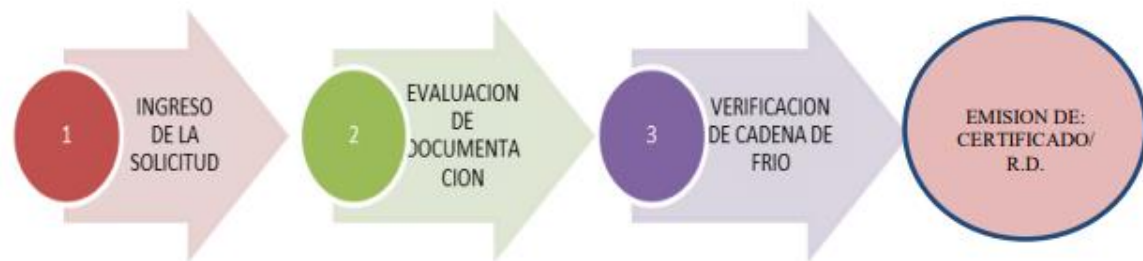 1
INGRESO
DE LA
SOLICITUD
2
EVALUACION
DE
DOCUMENTA
CION
3
VERIFICACION
DE CADENA DE
FRIO
EMISION DE:
CERTIFICADO/
R.D.